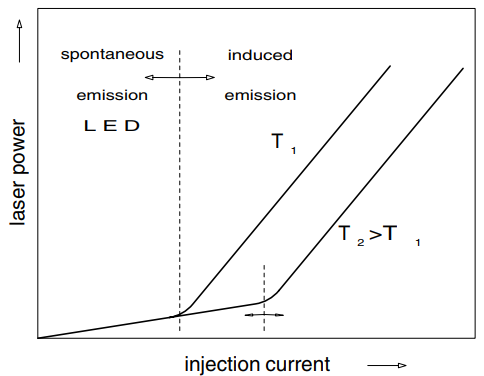 spontaneous induced
emission emission
L E D
T 1
T 2 >T 1
laser power
injection current